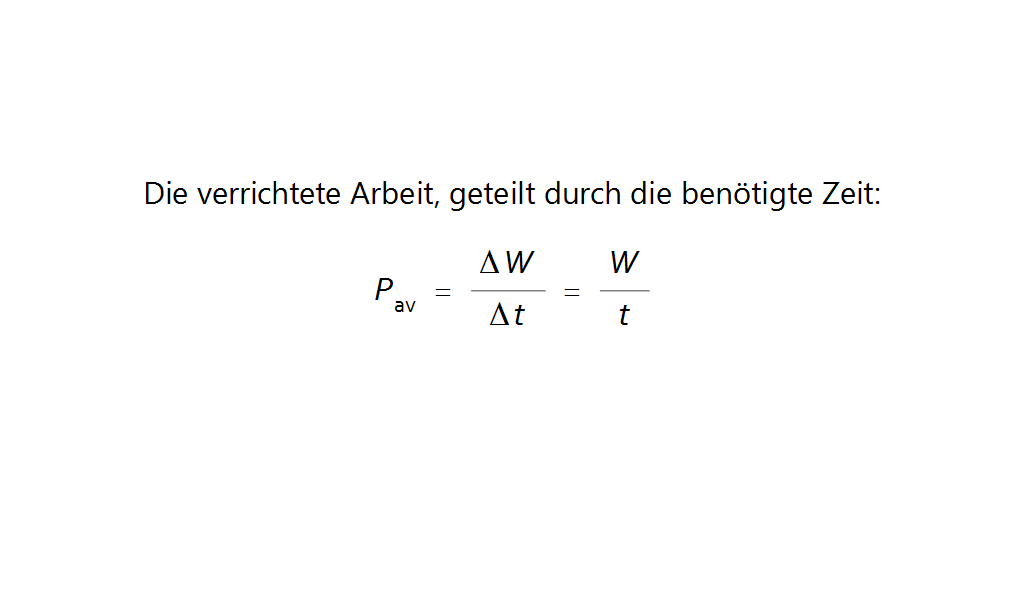 Die verrichtete Arbeit, geteilt durch die benötigte Zeit:
P_av = ΔW/Δt = W/t